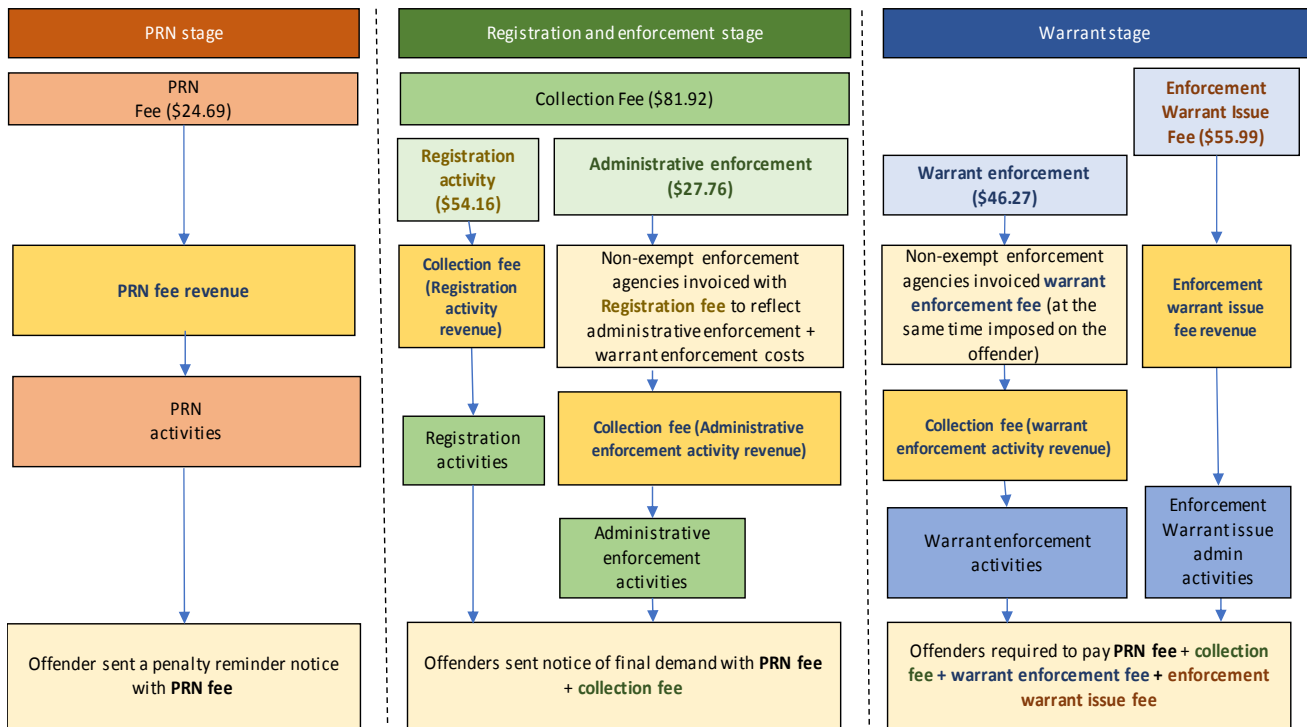 PRN stage
PRN
Fee ($24.69)
PRN fee revenue
PRN
activities
Offender sent a penalty reminder notice
with PRN fee
Registration and enforcement stage
Collection Fee ($81.92)
Registration
activity
($54.16)
Administrative enforcement
($27.76)
Collection fee
(Registration
activity
revenue)
Non-exempt enforcement
agencies invoiced with
Registration fee to reflect
administrative enforcement +
warrant enforcement costs
Registration
activities
Collection fee (Administrative
enforcement activity revenue)
Administrative
enforcement
activities
Offenders sent notice of final demand with PRN fee
+ collection fee
Warrant stage
Enforcement
Warrant Issue
Fee ($55.99)
Warrant enforcement
($46.27)
Non-exempt enforcement
agencies invoiced warrant
enforcement fee (at the
same time imposed on the
offender)
Enforcement
warrant issue
fee revenue
Collection fee (warrant
enforcement activity revenue)
Warrant enforcement
activities
Enforcement
Warrant issue
admin
activities
Offenders required to pay PRN fee + collection
fee + warrant enforcement fee + enforcement
warrant issue fee